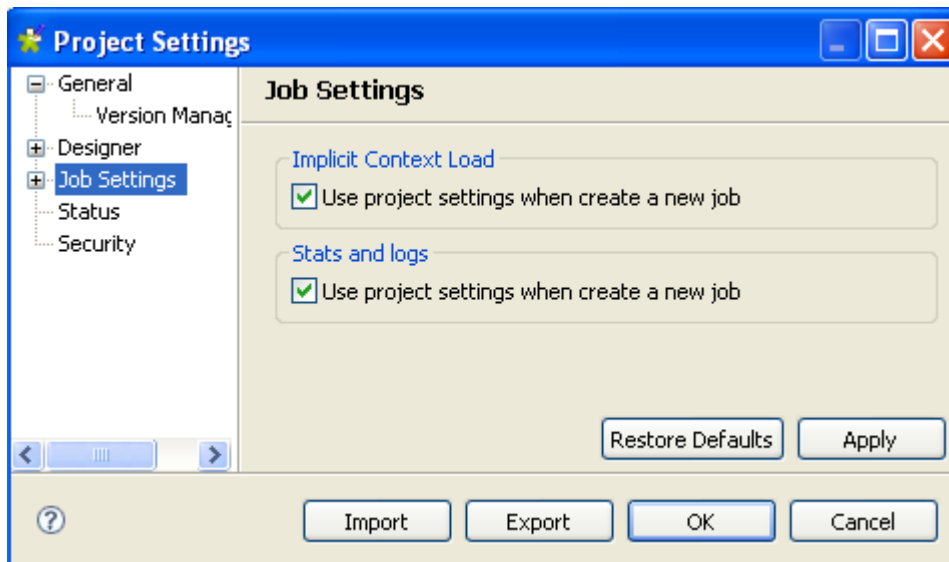 Project Settings
General
Version Manag
Designer
Job Settings
Status
Security
Job Settings
Implicit Context Load
Use project settings when create a new job
Stats and logs
Use project settings when create a new job
Restore Defaults
Apply
?
Import
Export
OK
Cancel